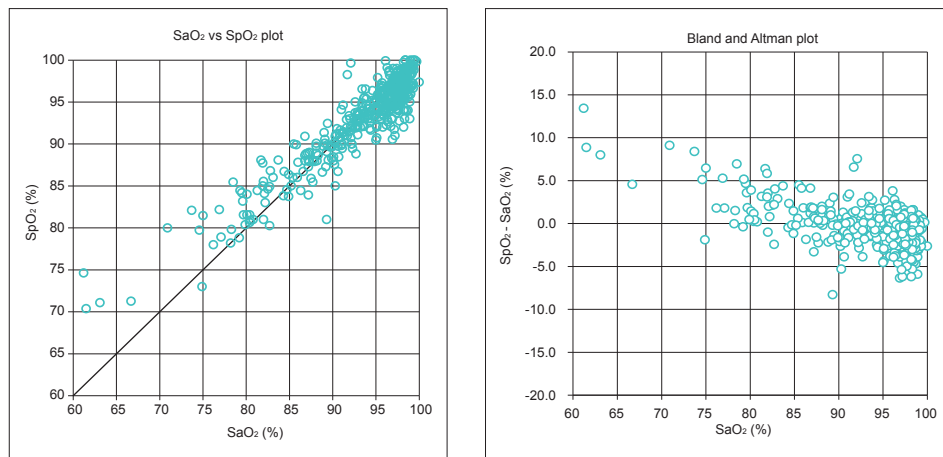 SaO₂ vs SpO₂ plot
100
95
90
85
80
75
70
65
60
SpO₂ (%)
60 65 70 75 80 85 90 95 100
SaO₂ (%)
Bland and Altman plot
20.0
15.0
10.0
5.0
0.0
-5.0
-10.0
-15.0
-20.0
SpO₂ - SaO₂ (%)
60 65 70 75 80 85 90 95 100
SaO₂ (%)